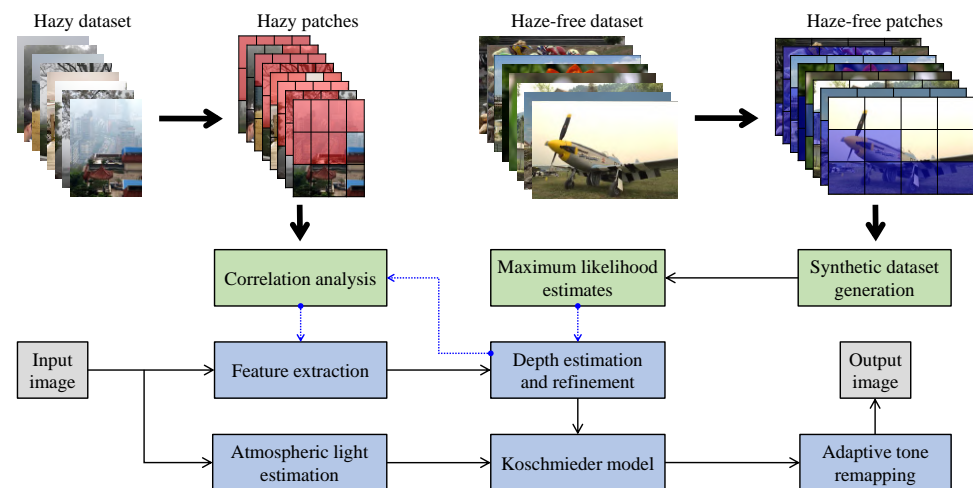 Hazy dataset
Hazy patches
Haze-free dataset
Haze-free patches
Correlation analysis
Maximum likelihood
estimates
Synthetic dataset
generation
Input
image
Feature extraction
Depth estimation
and refinement
Output
image
Atmospheric light
estimation
Koschmieder model
Adaptive tone
remapping